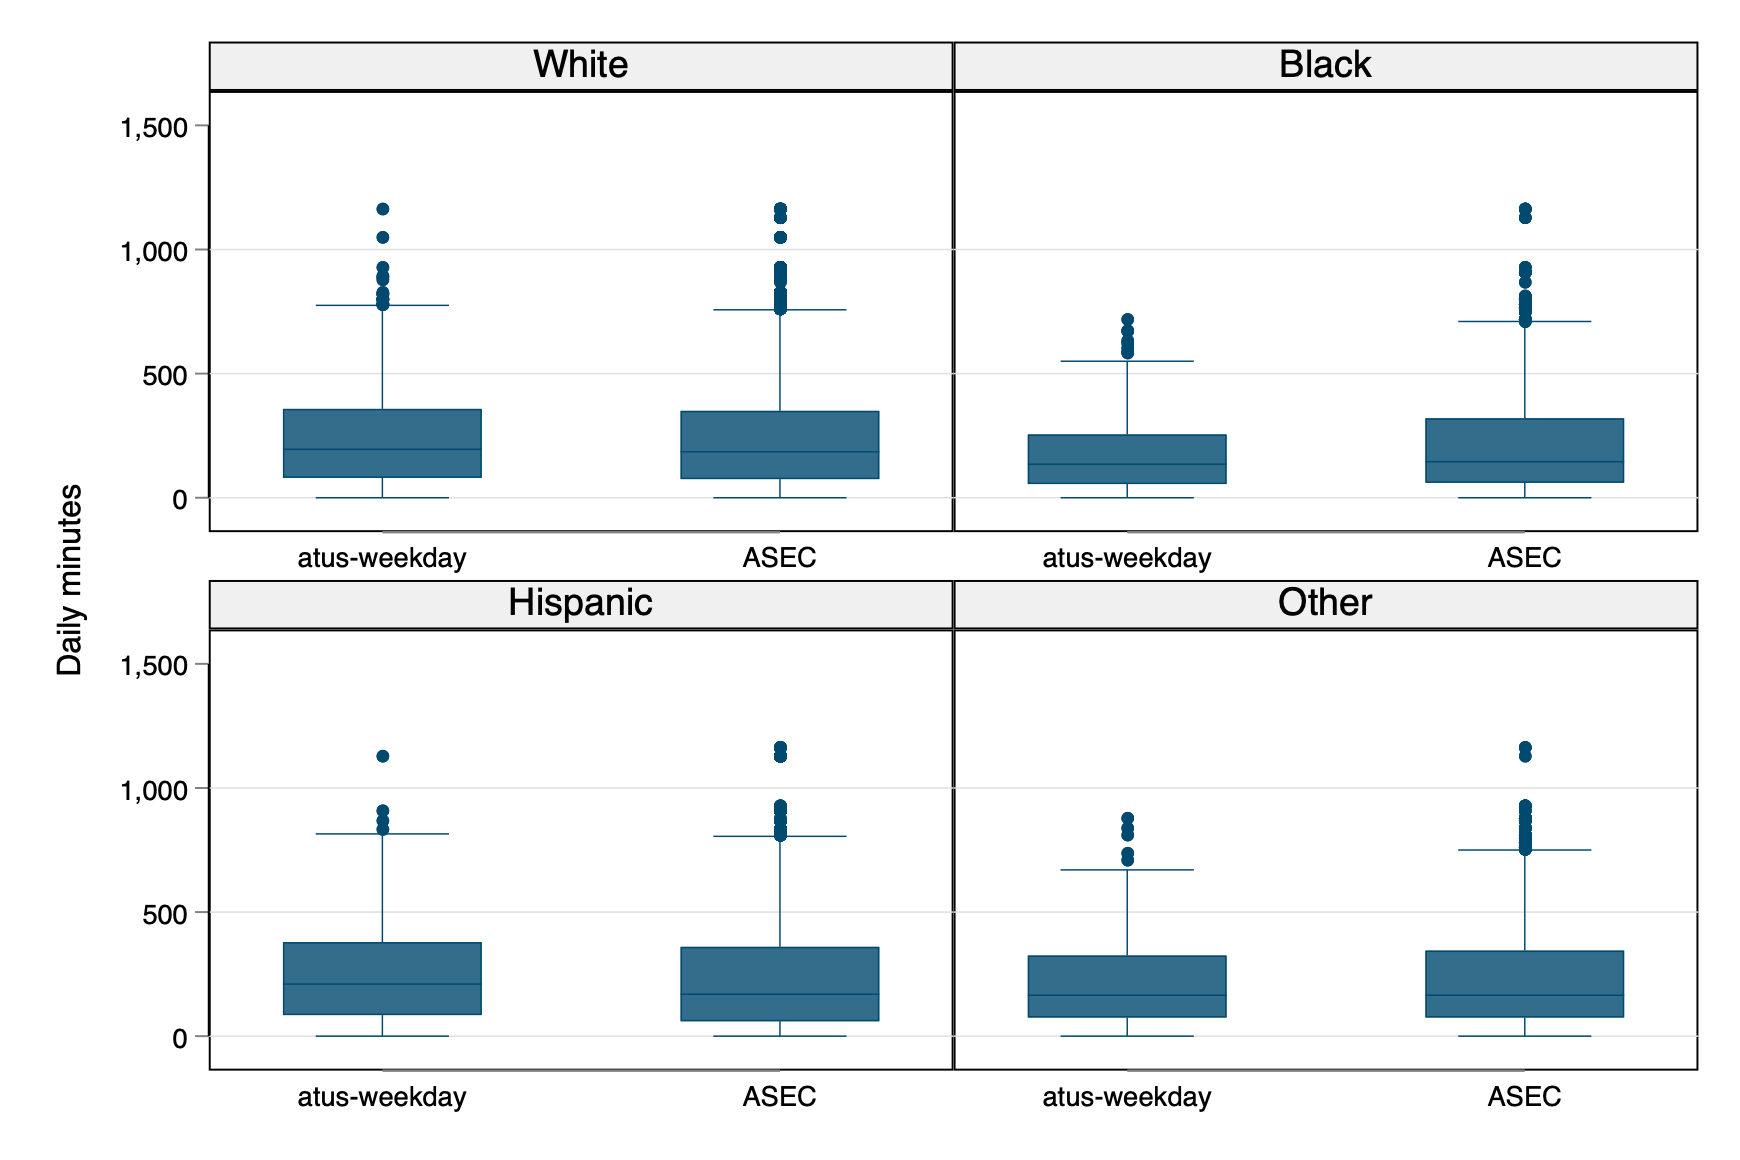 White
Black
1,500
1,000
500
0
atus-weekday
ASEC
atus-weekday
ASEC
Daily minutes
Hispanic
Other
1,500
1,000
500
0
atus-weekday
ASEC
atus-weekday
ASEC